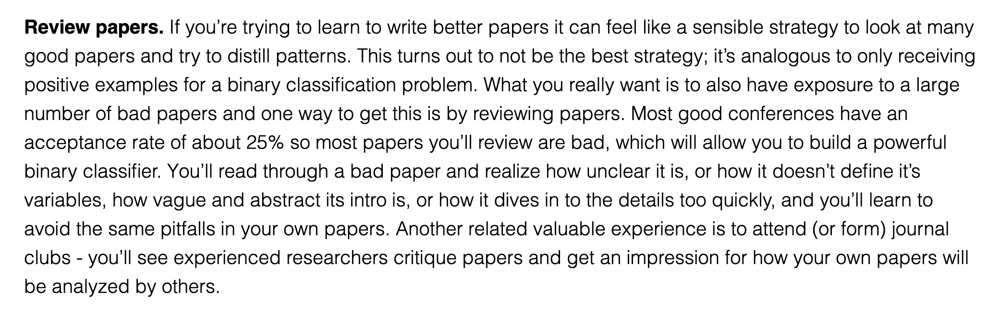 Review papers. If you’re trying to learn to write better papers it can feel like a sensible strategy to look at many
good papers and try to distill patterns. This turns out to not be the best strategy; it’s analogous to only receiving
positive examples for a binary classification problem. What you really want is to also have exposure to a large
number of bad papers and one way to get this is by reviewing papers. Most good conferences have an
acceptance rate of about 25% so most papers you’ll review are bad, which will allow you to build a powerful
binary classifier. You’ll read through a bad paper and realize how unclear it is, or how it doesn’t define it’s
variables, how vague and abstract its intro is, or how it dives in to the details too quickly, and you’ll learn to
avoid the same pitfalls in your own papers. Another related valuable experience is to attend (or form) journal
clubs - you’ll see experienced researchers critique papers and get an impression for how your own papers will
be analyzed by others.